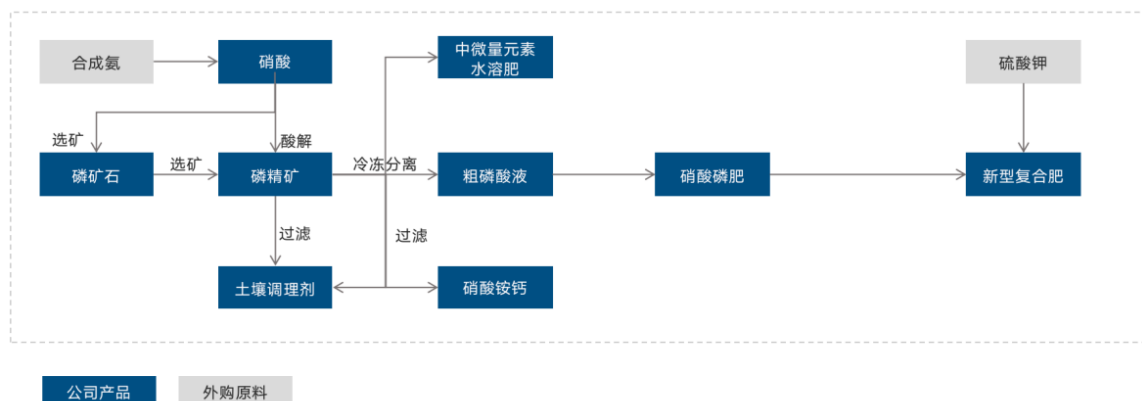 合成氨
硝酸
中微量元素
水溶肥
硫酸钾
选矿
酸解
磷矿石
选矿
磷精矿
冷冻分离
粗磷酸液
硝酸磷肥
新型复合肥
过滤
过滤
土壤调理剂
硝酸铵钙
公司产品
外购原料